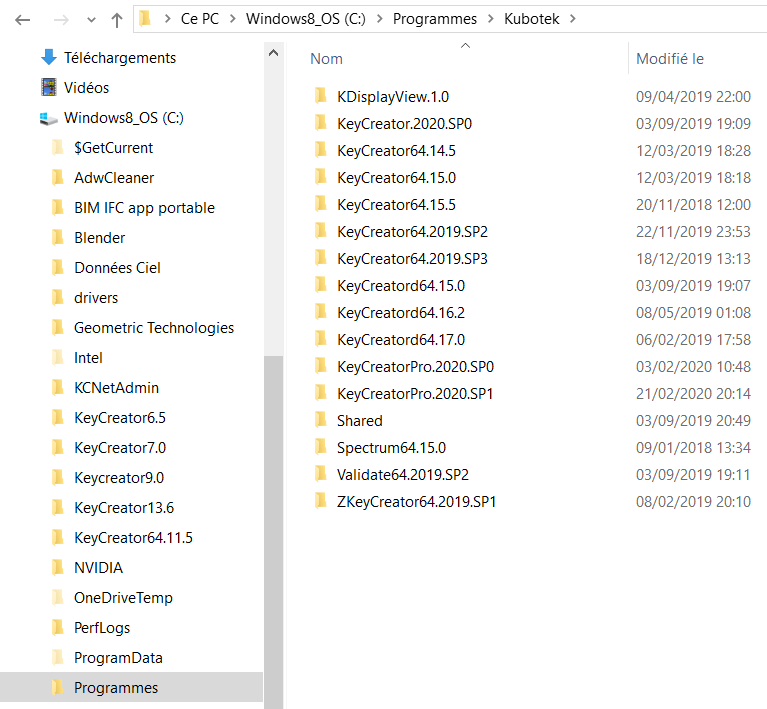 Ce PC > Windows8_OS (C:) > Programmes > Kubotek >
Téléchargements
Vidéos
Windows8_OS (C:)
$GetCurrent
AdwCleaner
BIM IFC app portable
Blender
Données Ciel
drivers
Geometric Technologies
Intel
KCNetAdmin
KeyCreator6.5
KeyCreator7.0
Keycreator9.0
KeyCreator13.6
KeyCreator64.11.5
NVIDIA
OneDriveTemp
PerfLogs
ProgramData
Programmes
Nom Modifié le
KDisplayView.1.0 09/04/2019 22:00
KeyCreator.2020.SP0 03/09/2019 19:09
KeyCreator64.14.5 12/03/2019 18:28
KeyCreator64.15.0 12/03/2019 18:18
KeyCreator64.15.5 20/11/2018 12:00
KeyCreator64.2019.SP2 22/11/2019 23:53
KeyCreator64.2019.SP3 18/12/2019 13:13
KeyCreatord64.15.0 03/09/2019 19:07
KeyCreatord64.16.2 08/05/2019 01:08
KeyCreatord64.17.0 06/02/2019 17:58
KeyCreatorPro.2020.SP0 03/02/2020 10:48
KeyCreatorPro.2020.SP1 21/02/2020 20:14
Shared 03/09/2019 20:49
Spectrum64.15.0 09/01/2018 13:34
Validate64.2019.SP2 03/09/2019 19:11
ZKeyCreator64.2019.SP1 08/02/2019 20:10